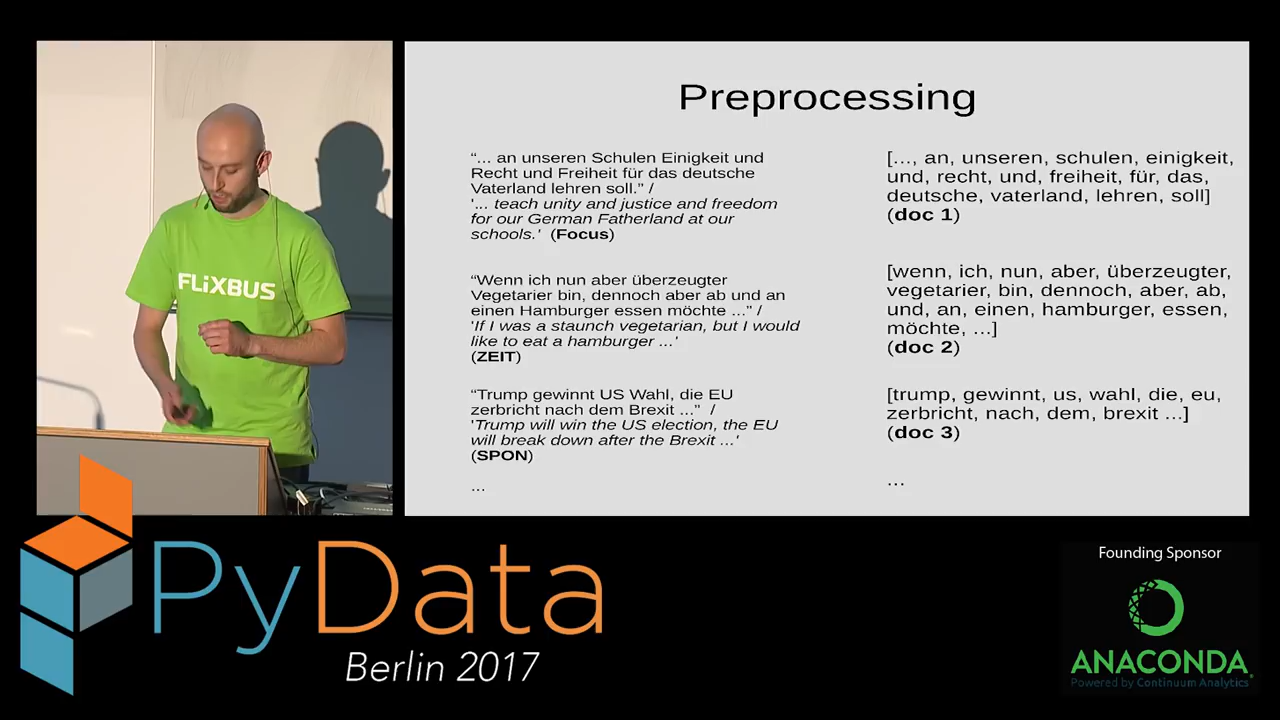 Preprocessing
“... an unseren Schulen Einigkeit und
Recht und Freiheit für das deutsche
Vaterland lehren soll.” /
'... teach unity and justice and freedom
for our German Fatherland at our
schools.' (Focus)
“Wenn ich nun aber überzeugter
Vegetarier bin, dennoch aber ab und an
einen Hamburger essen möchte ...” /
'If I was a staunch vegetarian, but I would
like to eat a hamburger ...'
(ZEIT)
“Trump gewinnt US Wahl, die EU
zerbricht nach dem Brexit ...” /
'Trump will win the US election, the EU
will break down after the Brexit ...'
(SPON)
...
[..., an, unseren, schulen, einigkeit,
und, recht, und, freiheit, für, das,
deutsche, vaterland, lehren, soll]
(doc 1)
[wenn, ich, nun, aber, überzeugter,
vegetarier, bin, dennoch, aber, ab,
und, an, einen, hamburger, essen,
möchte, ...]
(doc 2)
[trump, gewinnt, us, wahl, die, eu,
zerbricht, nach, dem, brexit ...]
(doc 3)
...
FLiXBUS
PyData
Berlin 2017
Founding Sponsor
ANACONDA
Powered by Continuum Analytics